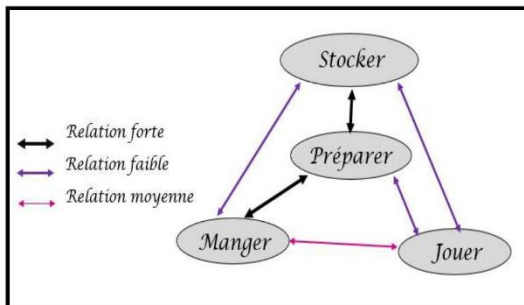 Stocker
Relation forte
Relation faible
Préparer
Relation moyenne
Manger
Jouer